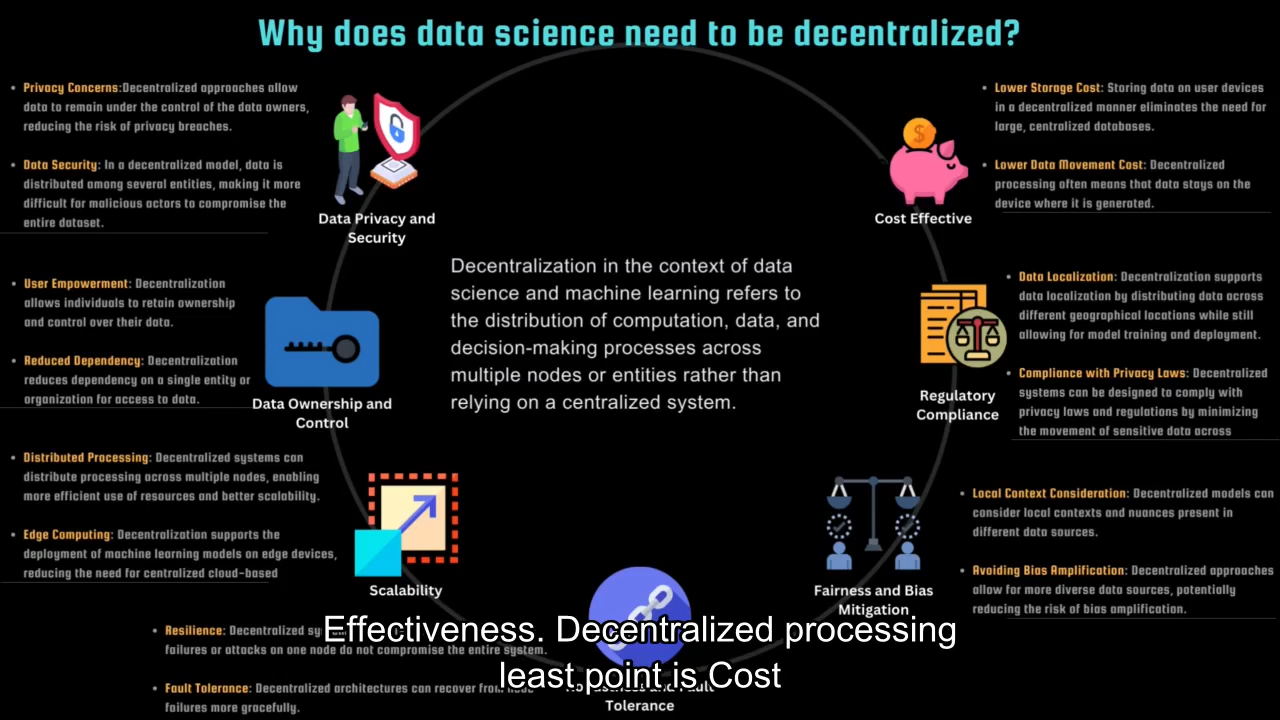 Why does data science need to be decentralized?
• Privacy Concerns:Decentralized approaches allow
data to remain under the control of the data owners,
reducing the risk of privacy breaches.
• Data Security: In a decentralized model, data is
distributed among several entities, making it more
difficult for malicious actors to compromise the
entire dataset.
Data Privacy and
Security
• User Empowerment: Decentralization
allows individuals to retain ownership
and control over their data.
• Reduced Dependency: Decentralization
reduces dependency on a single entity or
organization for access to data.
Data Ownership and
Control
• Distributed Processing: Decentralized systems can
distribute processing across multiple nodes, enabling
more efficient use of resources and better scalability.
• Edge Computing: Decentralization supports the
deployment of machine learning models on edge devices,
reducing the need for centralized cloud-based
Scalability
Decentralization in the context of data
science and machine learning refers to
the distribution of computation, data, and
decision-making processes across
multiple nodes or entities rather than
relying on a centralized system.
• Lower Storage Cost: Storing data on user devices
in a decentralized manner eliminates the need for
large, centralized databases.
• Lower Data Movement Cost: Decentralized
processing often means that data stays on the
device where it is generated.
Cost Effective
• Data Localization: Decentralization supports
data localization by distributing data across
different geographical locations while still
allowing for model training and deployment.
• Compliance with Privacy Laws: Decentralized
systems can be designed to comply with
privacy laws and regulations by minimizing
the movement of sensitive data across
Regulatory
Compliance
• Local Context Consideration: Decentralized models can
consider local contexts and nuances present in
different data sources.
• Avoiding Bias Amplification: Decentralized approaches
allow for more diverse data sources, potentially
reducing the risk of bias amplification.
Fairness and Bias
Mitigation
• Resilience: Decentralized
failures or attacks on one node do not compromise the entire system.
• Fault Tolerance: Decentralized architectures can recover from node
failures more gracefully.
and Fault
Tolerance
Effectiveness. Decentralized processing
least point is Cost